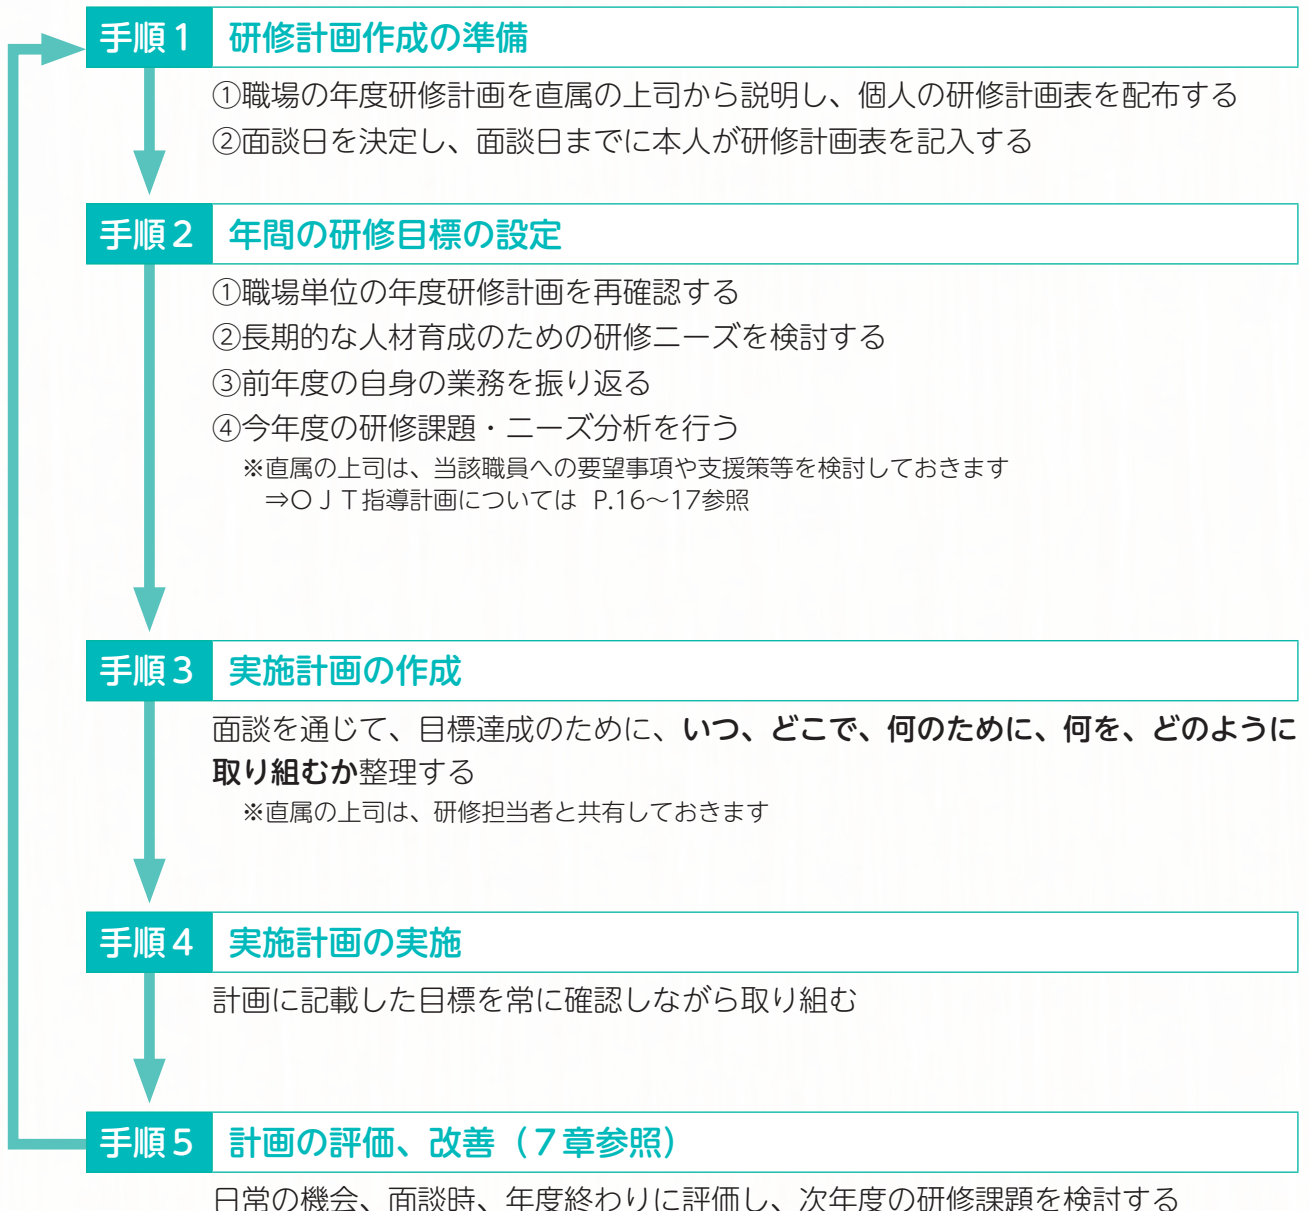 手順1 研修計画作成の準備
①職場の年度研修計画を直属の上司から説明し、個人の研修計画表を配布する
②面談日を決定し、面談日までに本人が研修計画表を記入する
手順2 年間の研修目標の設定
①職場単位の年度研修計画を再確認する
②長期的な人材育成のための研修ニーズを検討する
③前年度の自身の業務を振り返る
④今年度の研修課題・ニーズ分析を行う
※直属の上司は、当該職員への要望事項や支援策等を検討しておきます
⇒ＯＪＴ指導計画については P.16～17参照
手順3 実施計画の作成
面談を通じて、目標達成のために、いつ、どこで、何のために、何を、どのように
取り組むか整理する
※直属の上司は、研修担当者と共有しておきます
手順4 実施計画の実施
計画に記載した目標を常に確認しながら取り組む
手順5 計画の評価、改善（７章参照）
日常の機会、面談時、年度終わりに評価し、次年度の研修課題を検討する